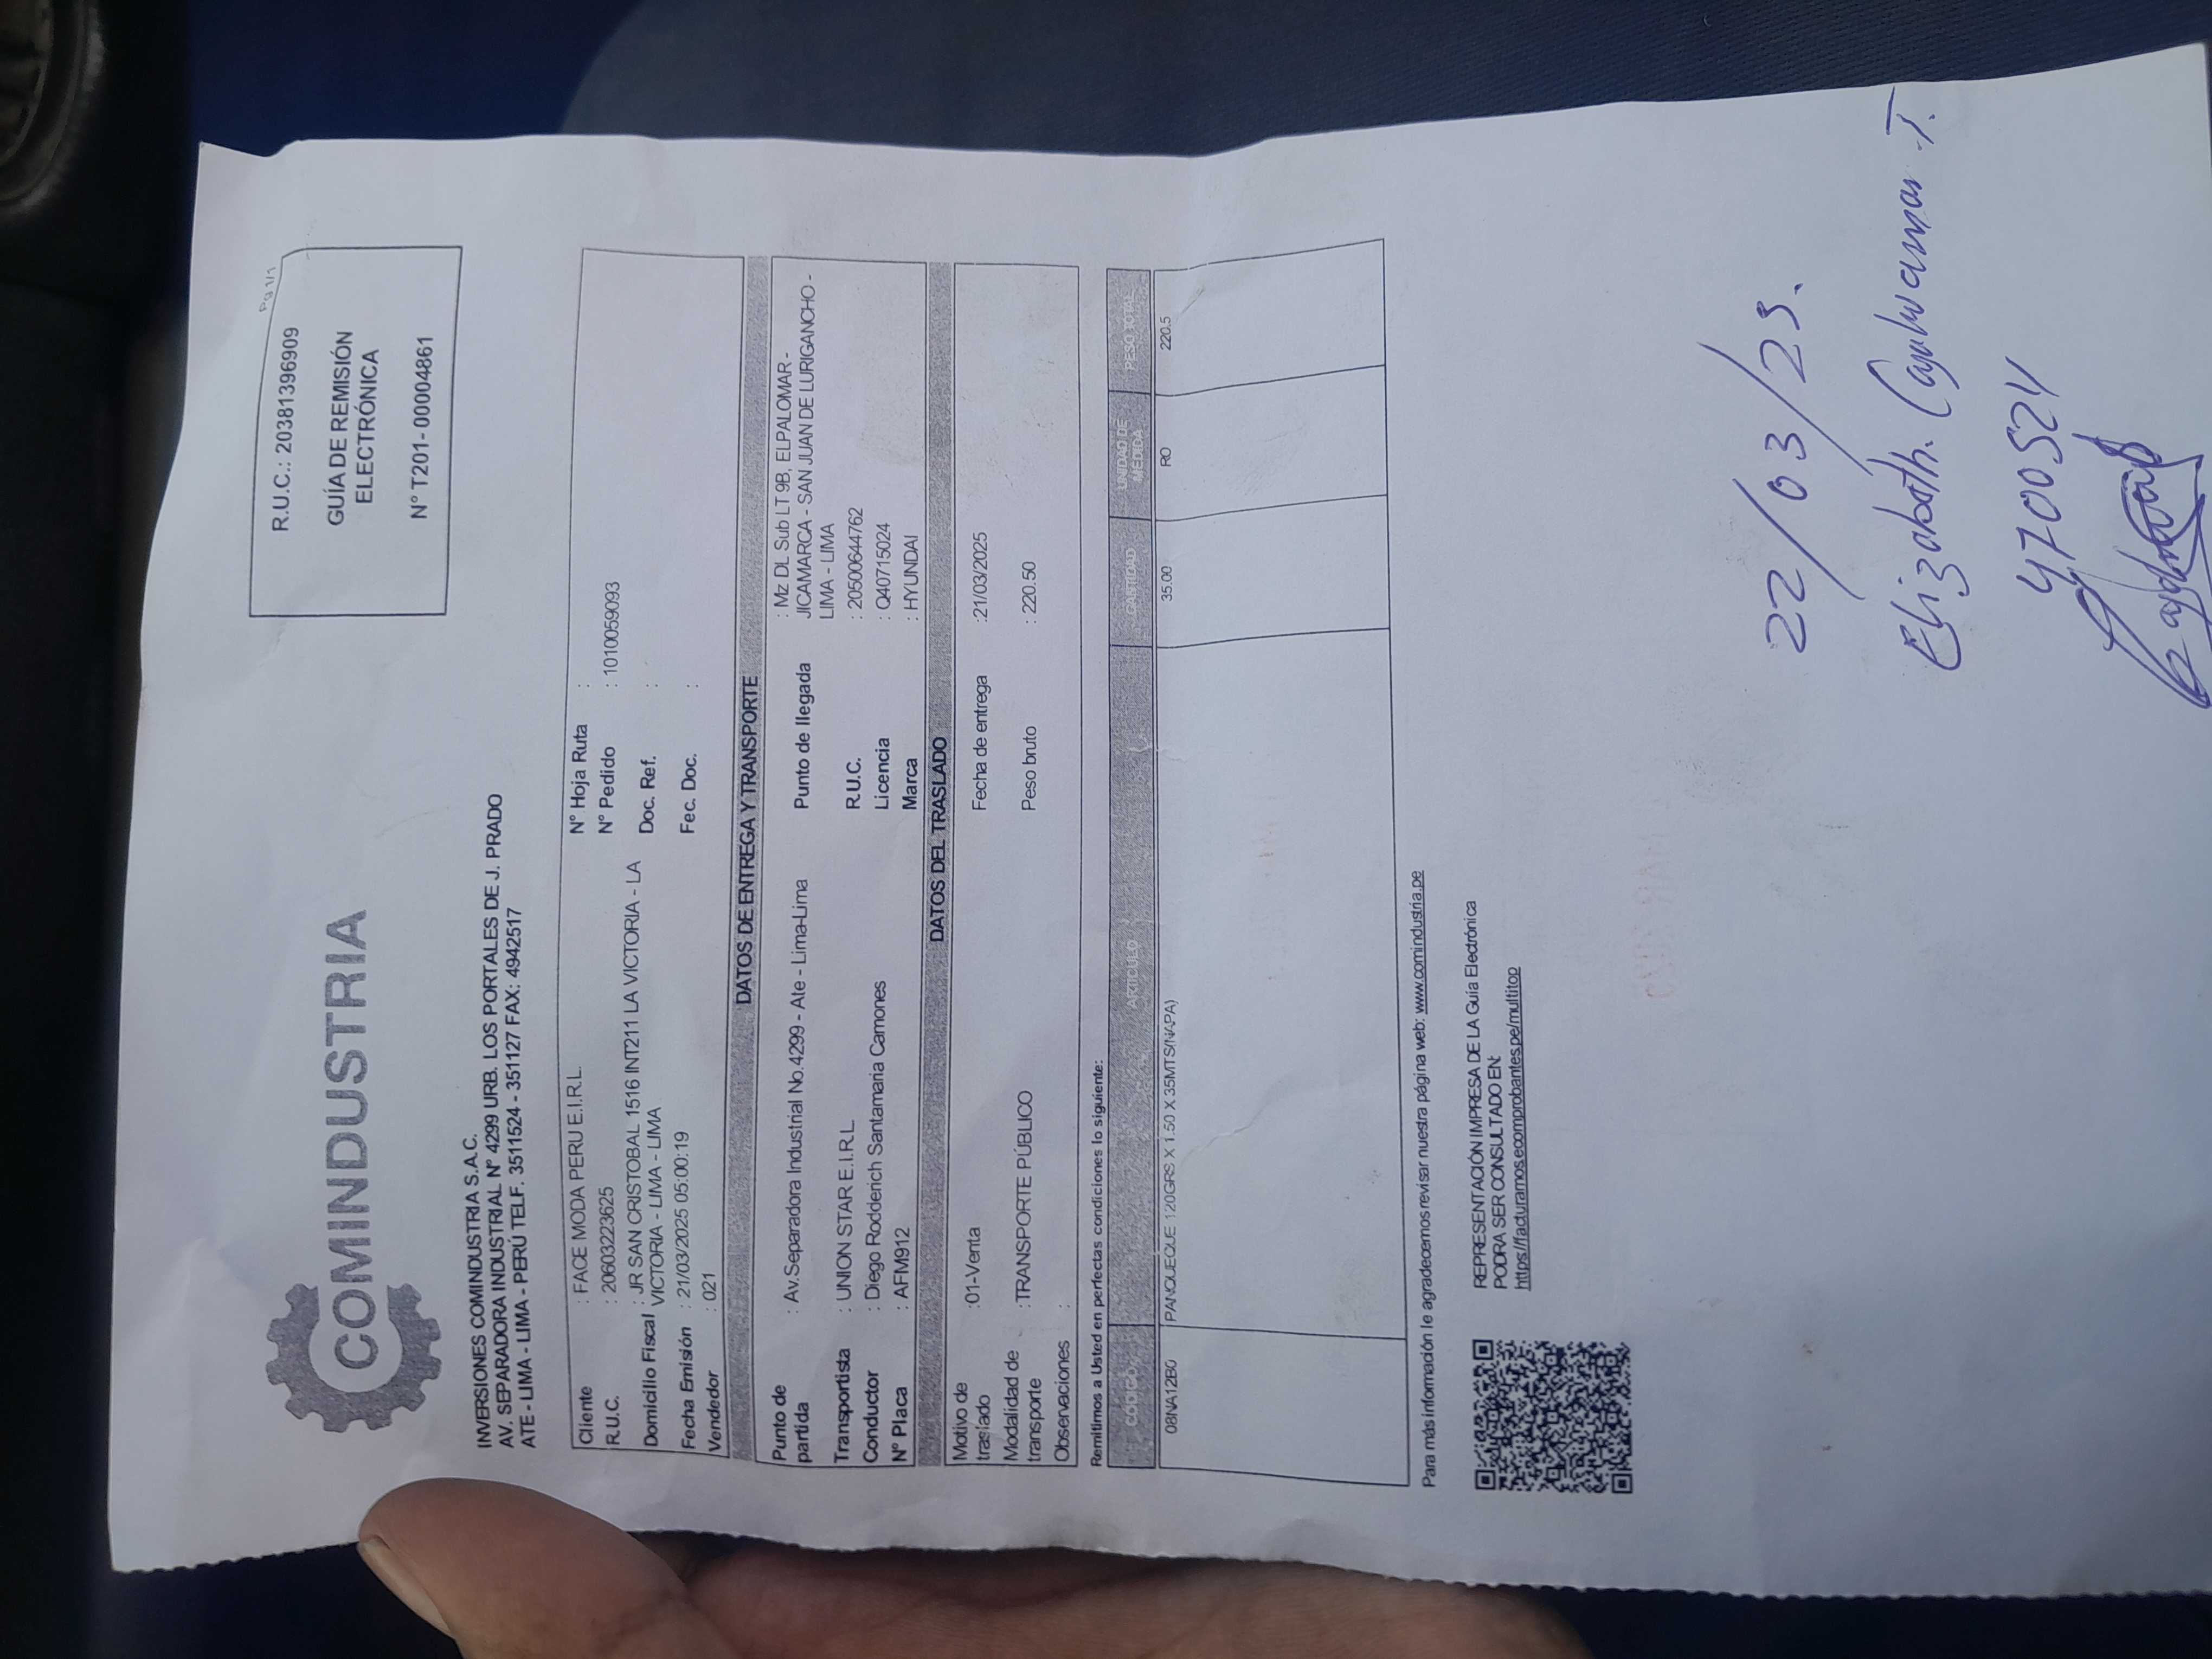 Pg 1/1
R.U.C.: 20381396909
GUÍA DE REMISIÓN
ELECTRÓNICA
N° T201- 00004861
COMINDUSTRIA
INVERSIONES COMINDUSTRIA S.A.C.
AV. SEPARADORA INDUSTRIAL N° 4299 URB. LOS PORTALES DE J. PRADO
ATE - LIMA - LIMA - PERÚ TELF. 3511524 - 351127 FAX: 4942517
Cliente : FACE MODA PERU E.I.R.L. N° Hoja Ruta :
R.U.C. : 20603223625 N° Pedido : 1010059093
Domicilio Fiscal : JR SAN CRISTOBAL 1516 INT211 LA VICTORIA - LA Doc. Ref. :
VICTORIA - LIMA - LIMA
Fecha Emisión : 21/03/2025 05:00:19 Fec. Doc. :
Vendendor : 021
DATOS DE ENTREGA Y TRANSPORTE
Punto de : Av.Separadora Industrial No.4299 - Ate - Lima-Lima Punto de llegada : Mz DL Sub LT 9B, ELPALOMAR -
partida JICAMARCA - SAN JUAN DE LURIGANCHO -
LIMA - LIMA
Transportista : UNION STAR E.I.R.L R.U.C. : 20500644762
Conductor : Diego Rodderich Santamaria Camones Licencia : Q40715024
N° Placa : AFM912 Marca : HYUNDAI
DATOS DEL TRASLADO
Motivo de :01-Venta Fecha de entrega :21/03/2025
traslado
Modalidad de :TRANSPORTE PÚBLICO Peso bruto : 220.50
transporte
Observaciones :
Remitimos a Usted en perfectas condiciones lo siguiente:
CODIGO ARTICULO CANTIDAD UNIDAD DE PESO TOTAL
MEDIDA
08NA12B0 PANQUEQUE 120GRS X 1.50 X 35MTS(NAPA) 35.00 RO 220.5
Para más información le agradecemos revisar nuestra página web: www.comindustria.pe
REPRESENTACIÓN IMPRESA DE LA Guía Electrónica
PODRA SER CONSULTADO EN:
https://facturamos.ecomprobantes.pe/multitop
22/03/25.
Elizabeth. Cayhuaman T.
4700524